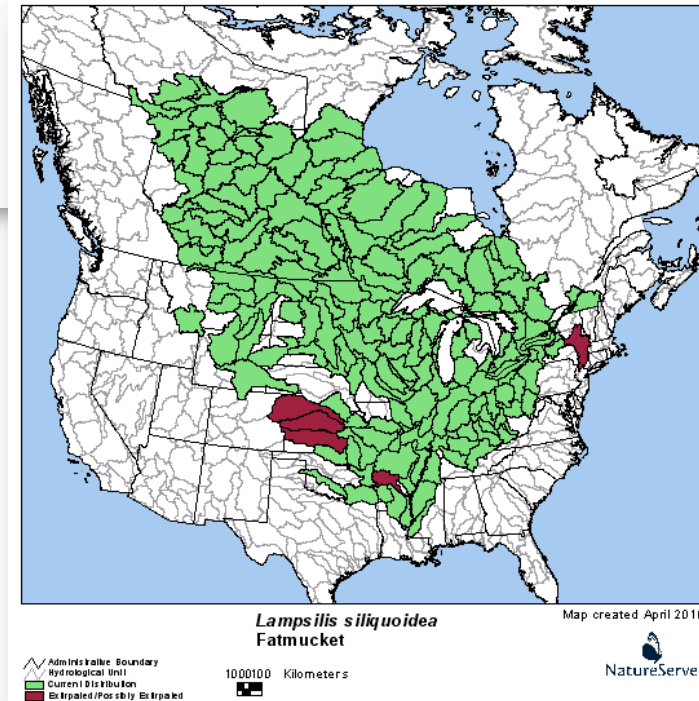 Lampsilis siliquoidea
Fatmucket
Map created April 201
Administrative Boundary
Hydrological Unit
Current Distribution
Extirpated/Possibly Extirpated
1000100 Kilometers
NatureServe